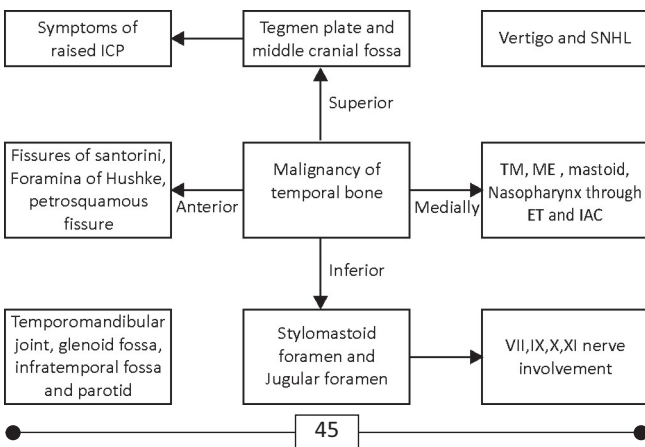 Symptoms of
raised ICP
Tegmen plate and
middle cranial fossa
Vertigo and SNHL
Superior
Fissures of santorini,
Foramina of Hushke,
petrosquamous
fissure
Anterior
Malignancy of
temporal bone
Medially
TM, ME , mastoid,
Nasopharynx through
ET and IAC
Inferior
Temporomandibular
joint, glenoid fossa,
infratemporal fossa
and parotid
Stylomastoid
foramen and
Jugular foramen
VII,IX,X,XI nerve
involvement
45